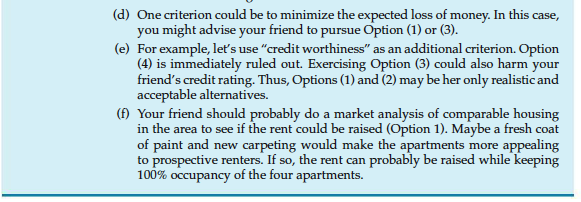 (d) One criterion could be to minimize the expected loss of money. In this case,
you might advise your friend to pursue Option (1) or (3).
(e) For example, let's use “credit worthiness” as an additional criterion. Option
(4) is immediately ruled out. Exercising Option (3) could also harm your
friend's credit rating. Thus, Options (1) and (2) may be her only realistic and
acceptable alternatives.
(f) Your friend should probably do a market analysis of comparable housing
in the area to see if the rent could be raised (Option 1). Maybe a fresh coat
of paint and new carpeting would make the apartments more appealing
to prospective renters. If so, the rent can probably be raised while keeping
100% occupancy of the four apartments.